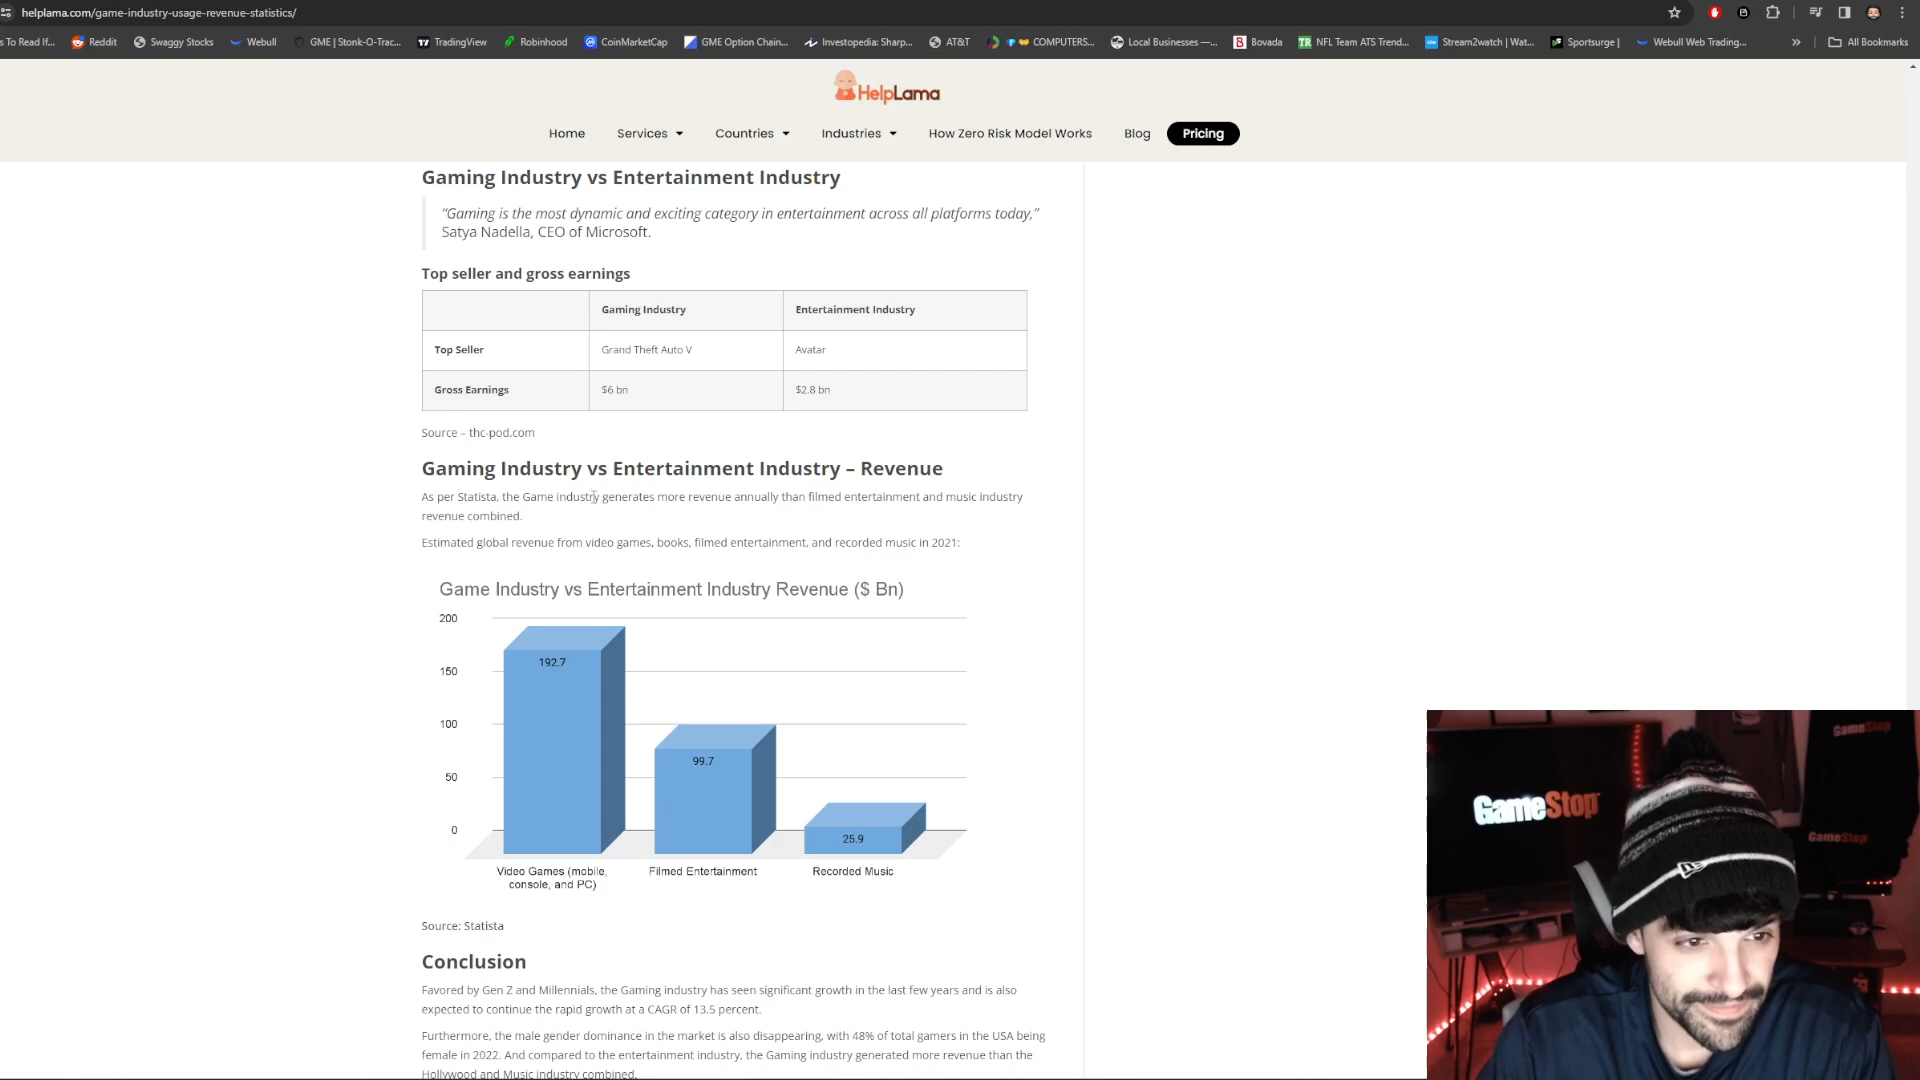 helplama.com/game-industry-usage-revenue-statistics/
s To Read If... Reddit Swaggy Stocks Webull GME | Stonk-O-Trac... TradingView Robinhood CoinMarketCap GME Option Chain... Investopedia: Sharp... AT&T COMPUTERS... Local Businesses —... Bovada NFL Team ATS Trend... Stream2watch | Wat... Sportsurge | Webull Web Trading... » All Bookmarks
HelpLama
Home Services Countries Industries How Zero Risk Model Works Blog Pricing
Gaming Industry vs Entertainment Industry
“Gaming is the most dynamic and exciting category in entertainment across all platforms today,”
Satya Nadella, CEO of Microsoft.
Top seller and gross earnings
Gaming Industry Entertainment Industry
Top Seller Grand Theft Auto V Avatar
Gross Earnings $6 bn $2.8 bn
Source – thc-pod.com
Gaming Industry vs Entertainment Industry – Revenue
As per Statista, the Game industry generates more revenue annually than filmed entertainment and music industry
revenue combined.
Estimated global revenue from video games, books, filmed entertainment, and recorded music in 2021:
Game Industry vs Entertainment Industry Revenue ($ Bn)
200
150
100
50
0
192.7
99.7
25.9
Video Games (mobile,
console, and PC)
Filmed Entertainment
Recorded Music
Source: Statista
Conclusion
Favored by Gen Z and Millennials, the Gaming industry has seen significant growth in the last few years and is also
expected to continue the rapid growth at a CAGR of 13.5 percent.
Furthermore, the male gender dominance in the market is also disappearing, with 48% of total gamers in the USA being
female in 2022. And compared to the entertainment industry, the Gaming industry generated more revenue than the
Hollywood and Music industry combined.
GameStop
GameStop
GameStop